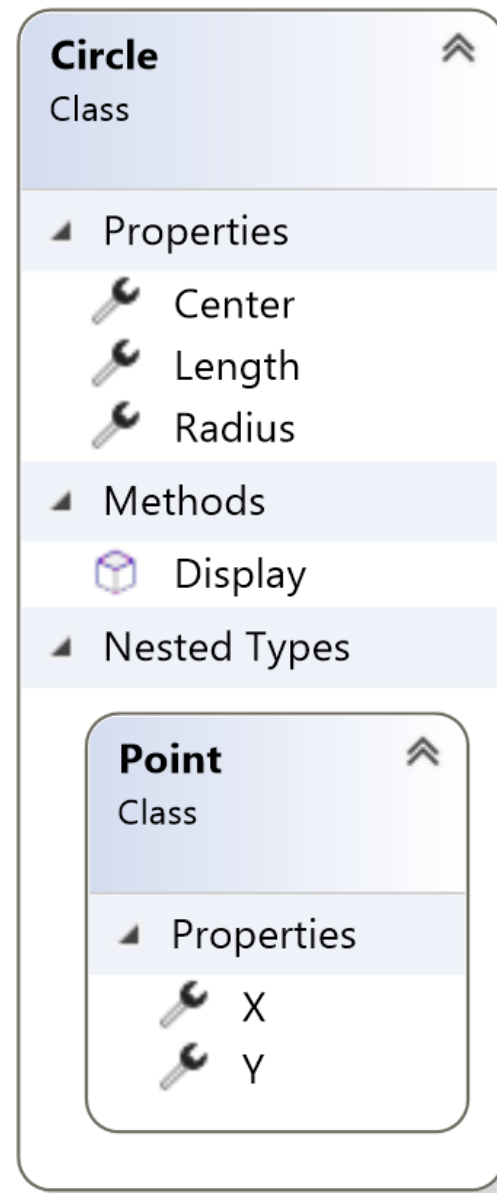 Circle
Class
Properties
Center
Length
Radius
Methods
Display
Nested Types
Point
Class
Properties
X
Y